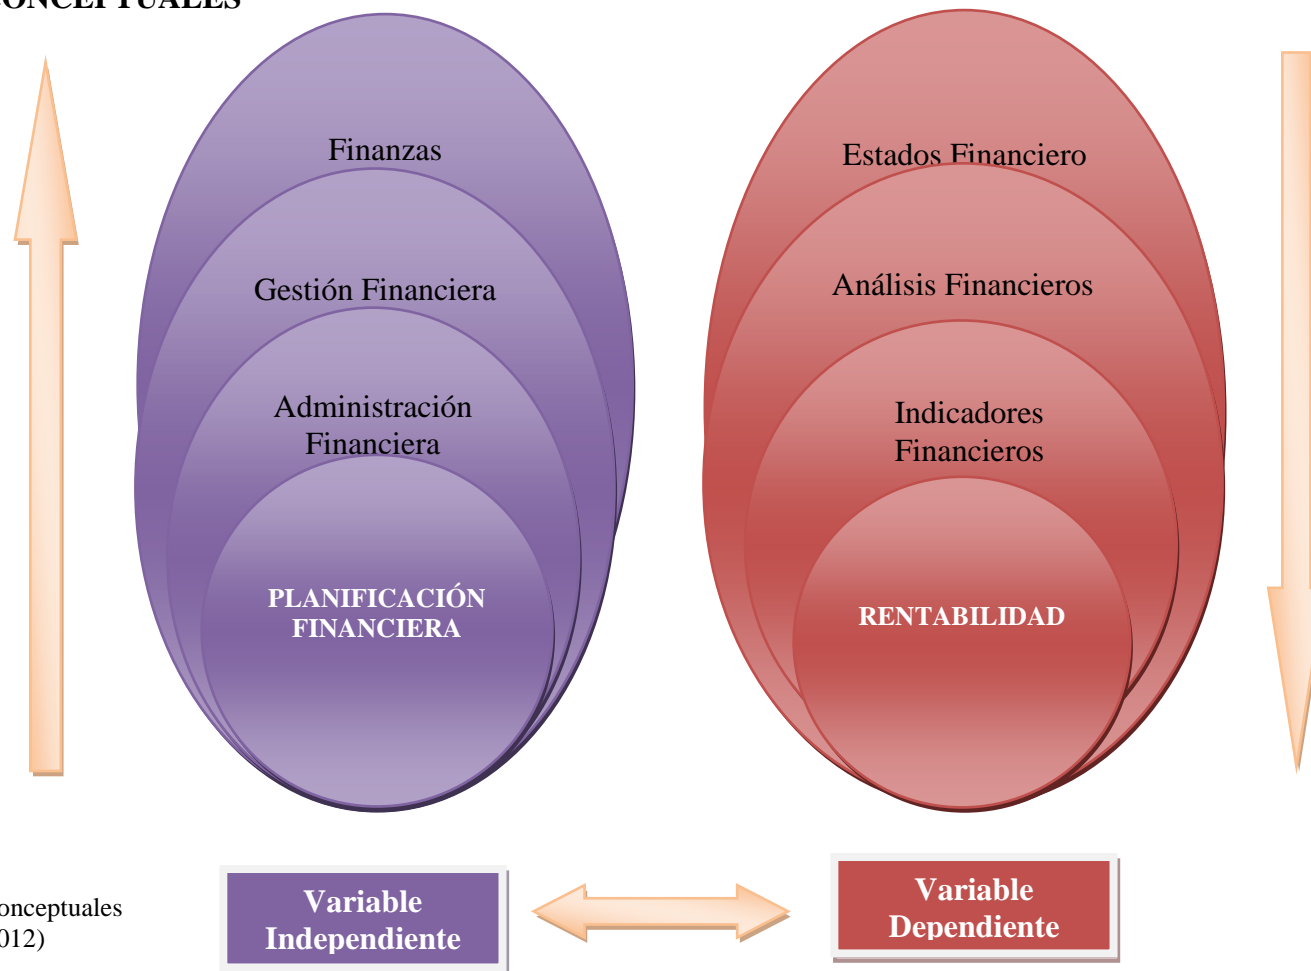 CONCEPTUALES
Finanzas
Gestión Financiera
Administración
Financiera
PLANIFICACIÓN
FINANCIERA
Estados Financiero
Análisis Financieros
Indicadores
Financieros
RENTABILIDAD
Variable
Independiente
Variable
Dependiente
onceptuales
012)